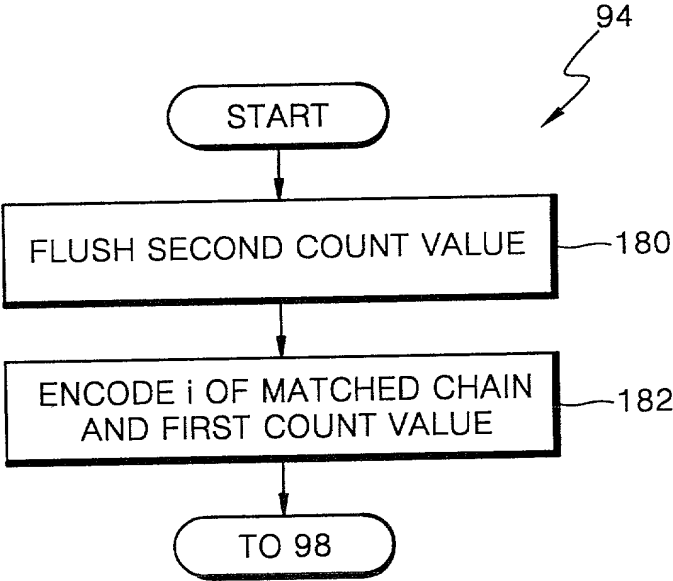 94
START
FLUSH SECOND COUNT VALUE
180
ENCODE i OF MATCHED CHAIN
AND FIRST COUNT VALUE
182
TO 98